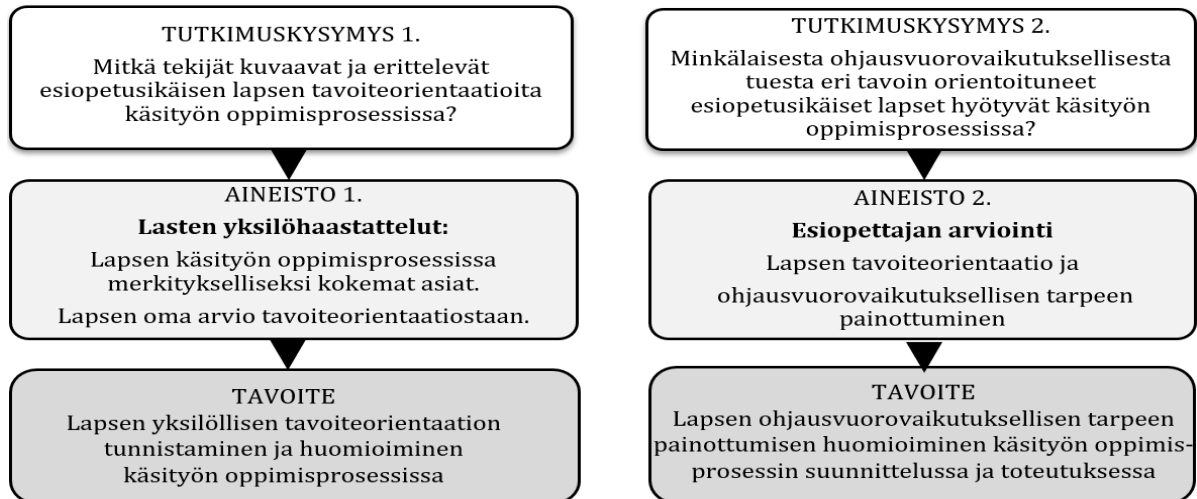 TUTKIMUSKYSYMYS 1.
Mitkä tekijät kuvaavat ja erittelevät
esiopetusikäisen lapsen tavoiteorientaatioita
käsityön oppimisprosessissa?
AINEISTO 1.
Lasten yksilöhaastattelut:
Lapsen käsityön oppimisprosessissa
merkitykselliseksi kokemat asiat.
Lapsen oma arvio tavoiteorientaatiostaan.
TAVOITE
Lapsen yksilöllisen tavoiteorientaation
tunnistaminen ja huomioiminen
käsityön oppimisprosessissa
TUTKIMUSKYSYMYS 2.
Minkälaisesta ohjausvuorovaikutuksellisesta
tuesta eri tavoin orientoituneet
esiopetusikäiset lapset hyötyvät käsityön
oppimisprosessissa?
AINEISTO 2.
Esiopettajan arviointi
Lapsen tavoiteorientaatio ja
ohjausvuorovaikutuksellisen tarpeen
painottuminen
TAVOITE
Lapsen ohjausvuorovaikutuksellisen tarpeen
painottumisen huomioiminen käsityön oppimis-
prosessin suunnittelussa ja toteutuksessa